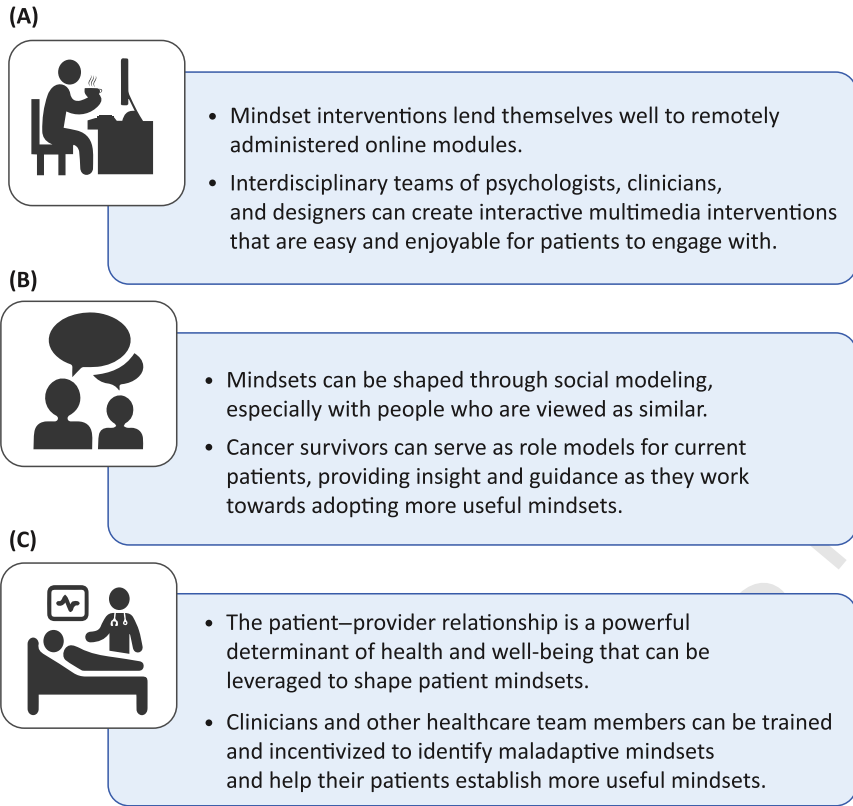 (A)
• Mindset interventions lend themselves well to remotely
administered online modules.
• Interdisciplinary teams of psychologists, clinicians,
and designers can create interactive multimedia interventions
that are easy and enjoyable for patients to engage with.
(B)
• Mindsets can be shaped through social modeling,
especially with people who are viewed as similar.
• Cancer survivors can serve as role models for current
patients, providing insight and guidance as they work
towards adopting more useful mindsets.
(C)
• The patient–provider relationship is a powerful
determinant of health and well-being that can be
leveraged to shape patient mindsets.
• Clinicians and other healthcare team members can be trained
and incentivized to identify maladaptive mindsets
and help their patients establish more useful mindsets.